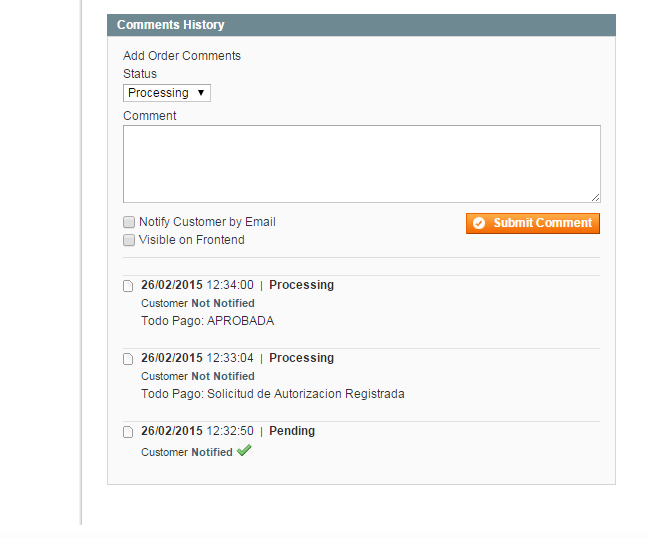 Comments History
Add Order Comments
Status
Processing
Comment
Notify Customer by Email
Submit Comment
Visible on Frontend
26/02/2015 12:34:00 | Processing
Customer Not Notified
Todo Pago: APROBADA
26/02/2015 12:33:04 | Processing
Customer Not Notified
Todo Pago: Solicitud de Autorizacion Registrada
26/02/2015 12:32:50 | Pending
Customer Notified